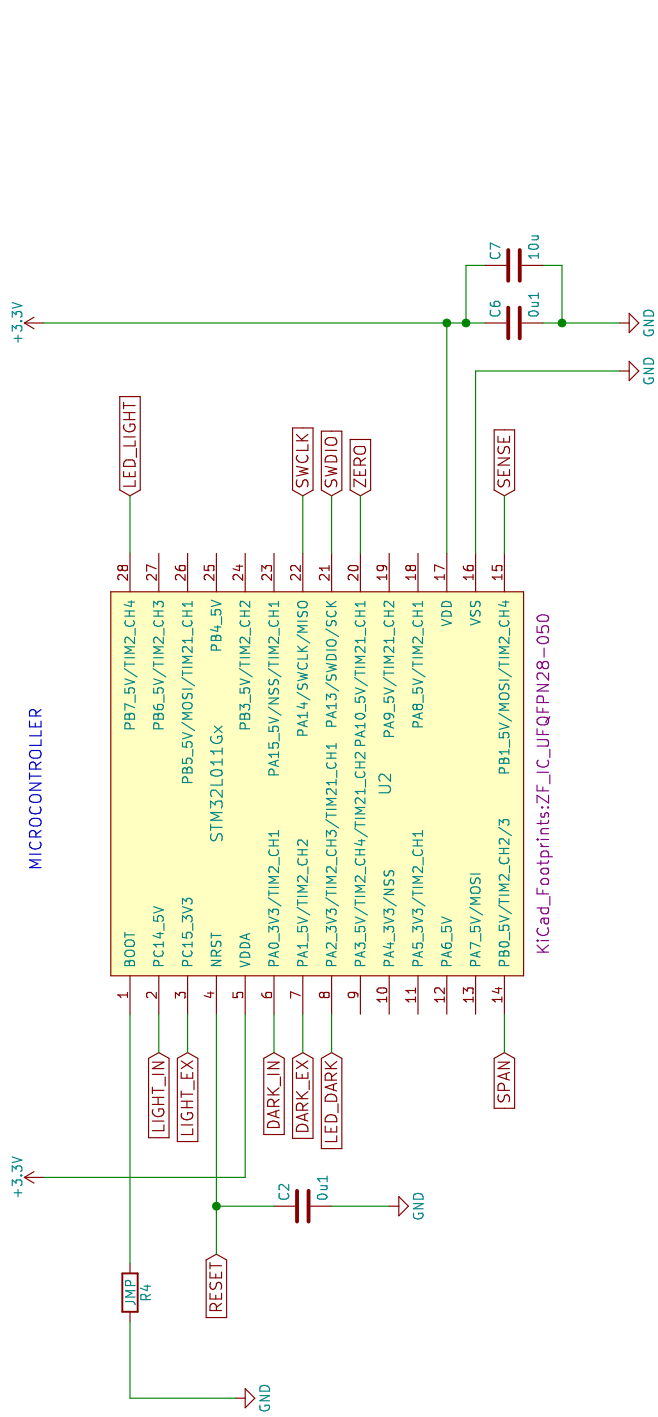 MICROCONTROLLER
+3.3V
+3.3V
GND
JMP
R4
RESET
C2
0u1
GND
LIGHT_IN
LIGHT_EX
DARK_IN
DARK_EX
LED_DARK
SPAN
1 BOOT
2 PC14_5V
3 PC15_3V3
4 NRST
5 VDDA
6 PA0_3V3/TIM2_CH1
7 PA1_5V/TIM2_CH2
8 PA2_3V3/TIM2_CH3/TIM21_CH1
9 PA3_5V/TIM2_CH4/TIM21_CH2
10 PA4_3V3/NSS
11 PA5_3V3/TIM2_CH1
12 PA6_5V
13 PA7_5V/MOSI
14 PB0_5V/TIM2_CH2/3
STM32L011Gx
U2
PB7_5V/TIM2_CH4 28
PB6_5V/TIM2_CH3 27
PB5_5V/MOSI/TIM21_CH1 26
PB4_5V 25
PB3_5V/TIM2_CH2 24
PA15_5V/NSS/TIM2_CH1 23
PA14/SWCLK/MISO 22
PA13/SWDIO/SCK 21
PA10_5V/TIM21_CH1 20
PA9_5V/TIM21_CH2 19
PA8_5V/TIM2_CH1 18
VDD 17
VSS 16
PB1_5V/MOSI/TIM2_CH4 15
KiCad_Footprints:ZF_IC_UFQFPN28-050
LED_LIGHT
SWCLK
SWDIO
ZERO
SENSE
C6
0u1
C7
10u
GND
GND